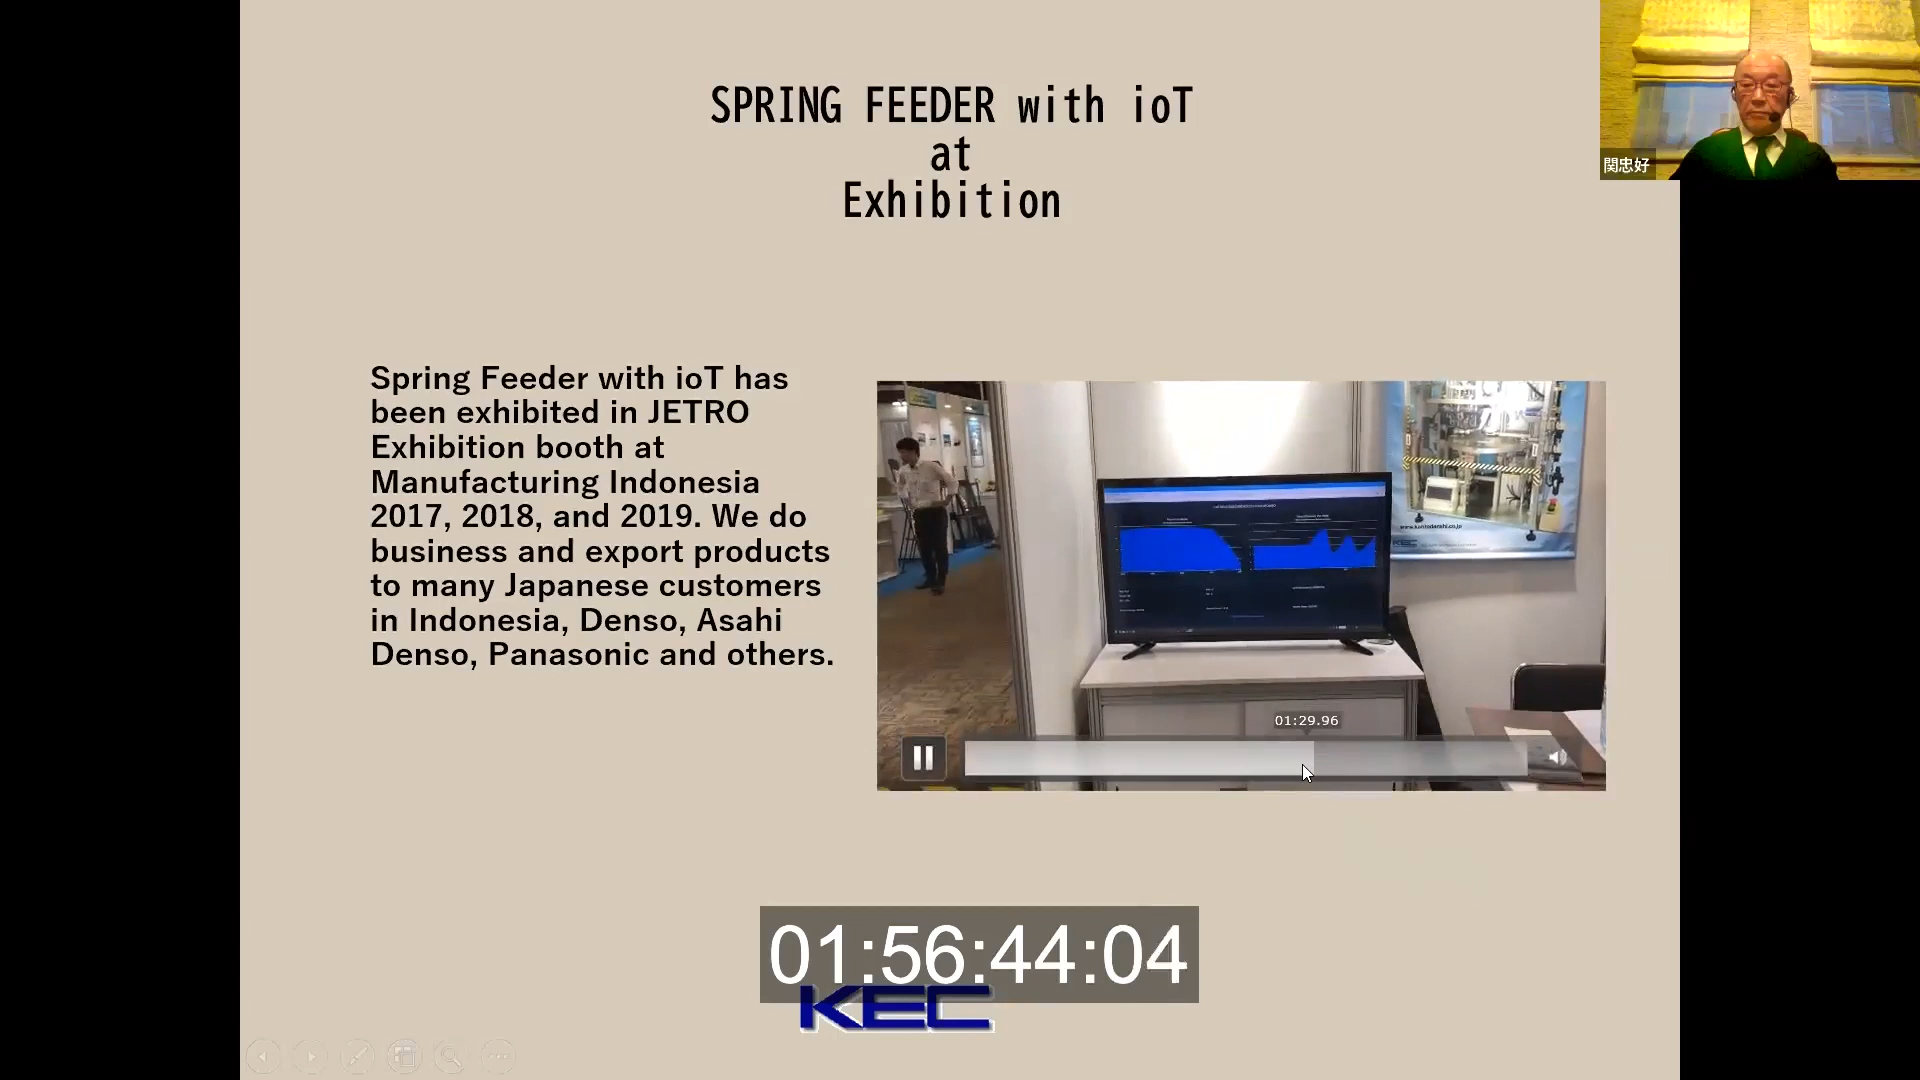 SPRING FEEDER with ioT
at
Exhibition
関忠好
Spring Feeder with ioT has
been exhibited in JETRO
Exhibition booth at
Manufacturing Indonesia
2017, 2018, and 2019. We do
business and export products
to many Japanese customers
in Indonesia, Denso, Asahi
Denso, Panasonic and others.
KEC
01:29.96
01:56:44:04
KEC